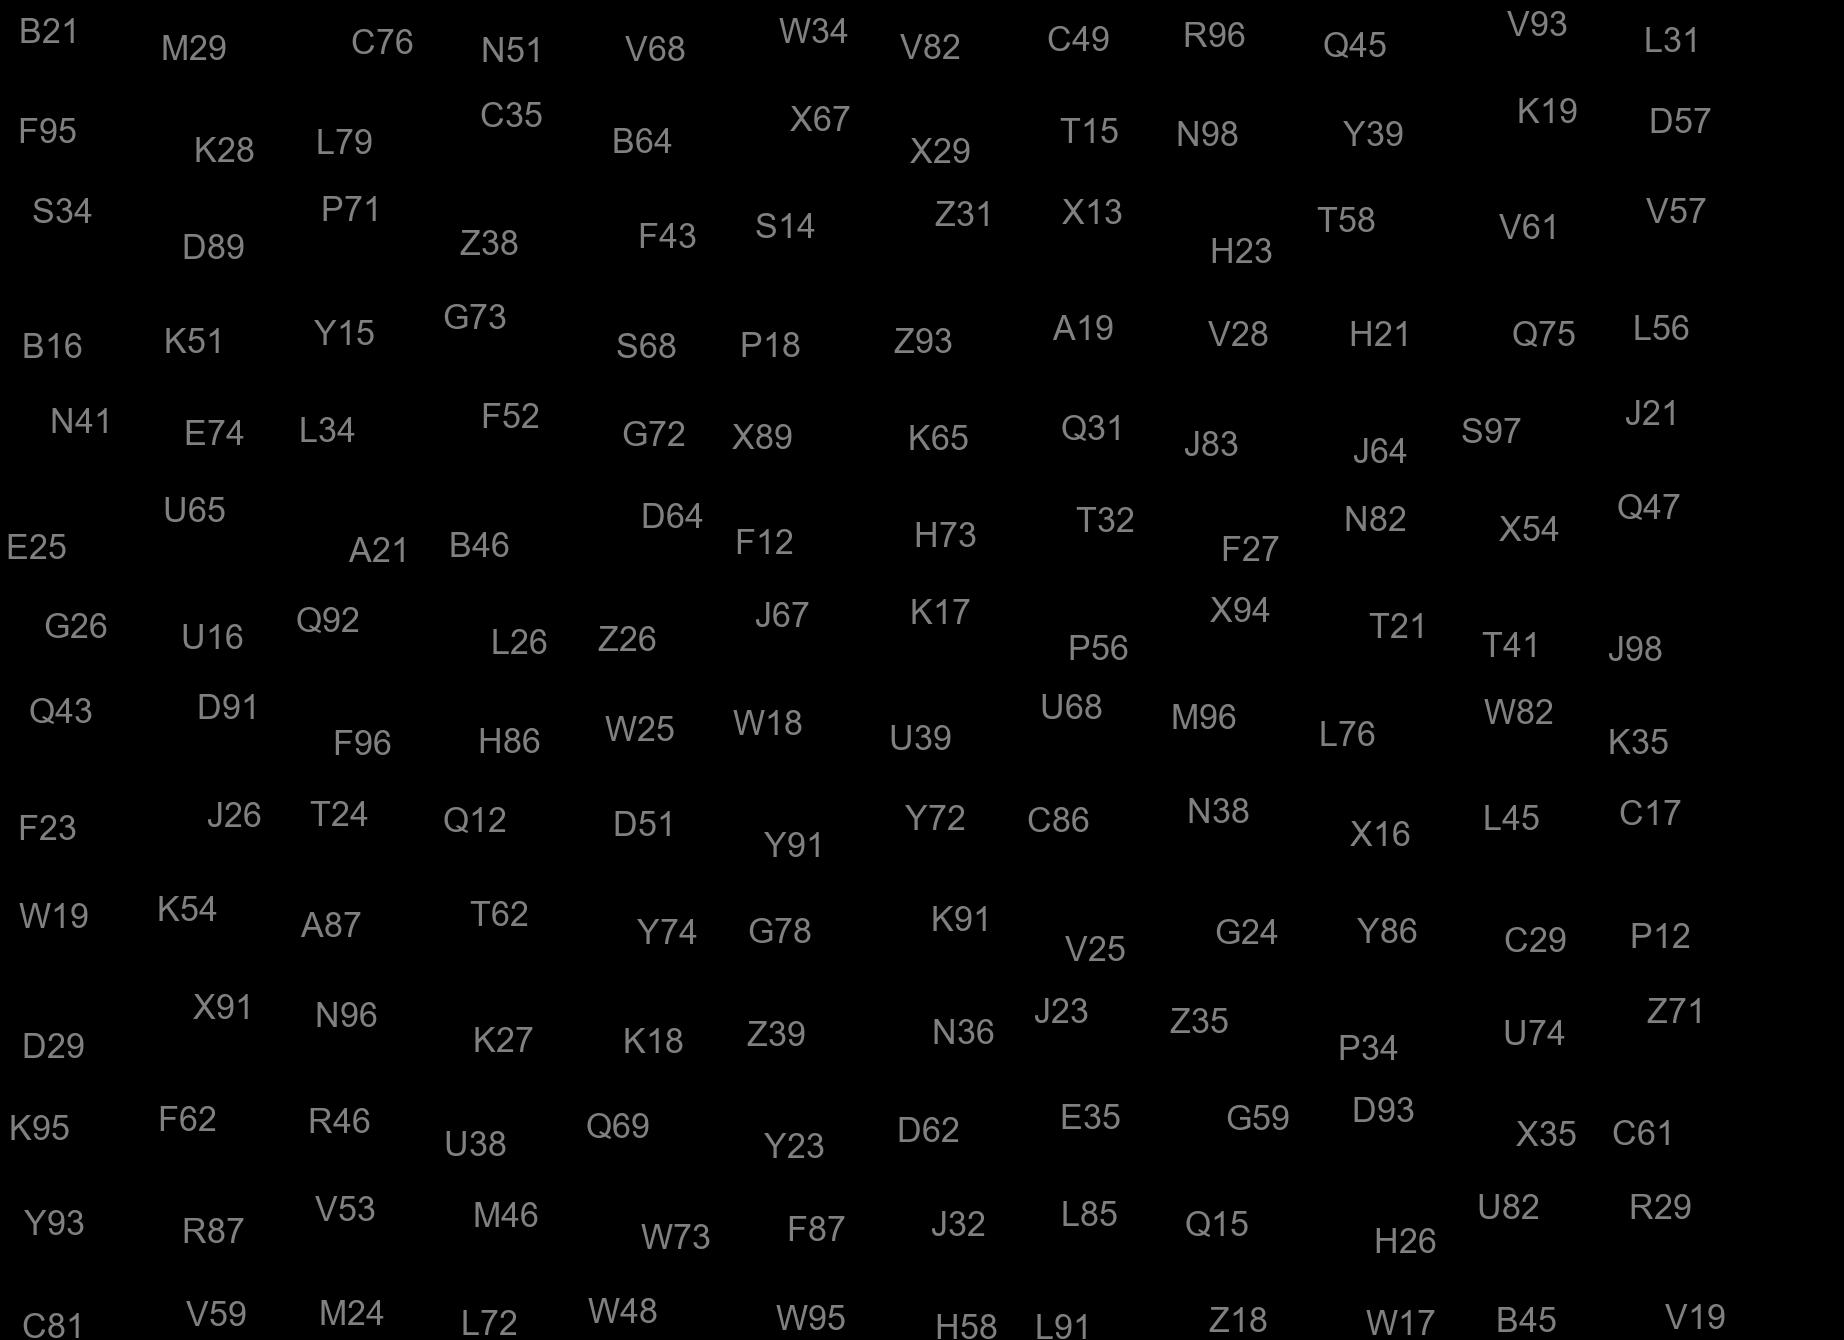 B21 M29 C76 N51 V68 W34 V82 C49 R96 Q45 V93 L31
F95 K28 L79 C35 B64 X67 X29 T15 N98 Y39 K19 D57
S34 D89 P71 Z38 F43 S14 Z31 X13 H23 T58 V61 V57
B16 K51 Y15 G73 S68 P18 Z93 A19 V28 H21 Q75 L56
N41 E74 L34 F52 G72 X89 K65 Q31 J83 J64 S97 J21
E25 U65 A21 B46 D64 F12 H73 T32 F27 N82 X54 Q47
G26 U16 Q92 L26 Z26 J67 K17 P56 X94 T21 T41 J98
Q43 D91 F96 H86 W25 W18 U39 U68 M96 L76 W82 K35
F23 J26 T24 Q12 D51 Y91 Y72 C86 N38 X16 L45 C17
W19 K54 A87 T62 Y74 G78 K91 V25 G24 Y86 C29 P12
D29 X91 N96 K27 K18 Z39 N36 J23 Z35 P34 U74 Z71
K95 F62 R46 U38 Q69 Y23 D62 E35 G59 D93 X35 C61
Y93 R87 V53 M46 W73 F87 J32 L85 Q15 H26 U82 R29
C81 V59 M24 L72 W48 W95 H58 L91 Z18 W17 B45 V19